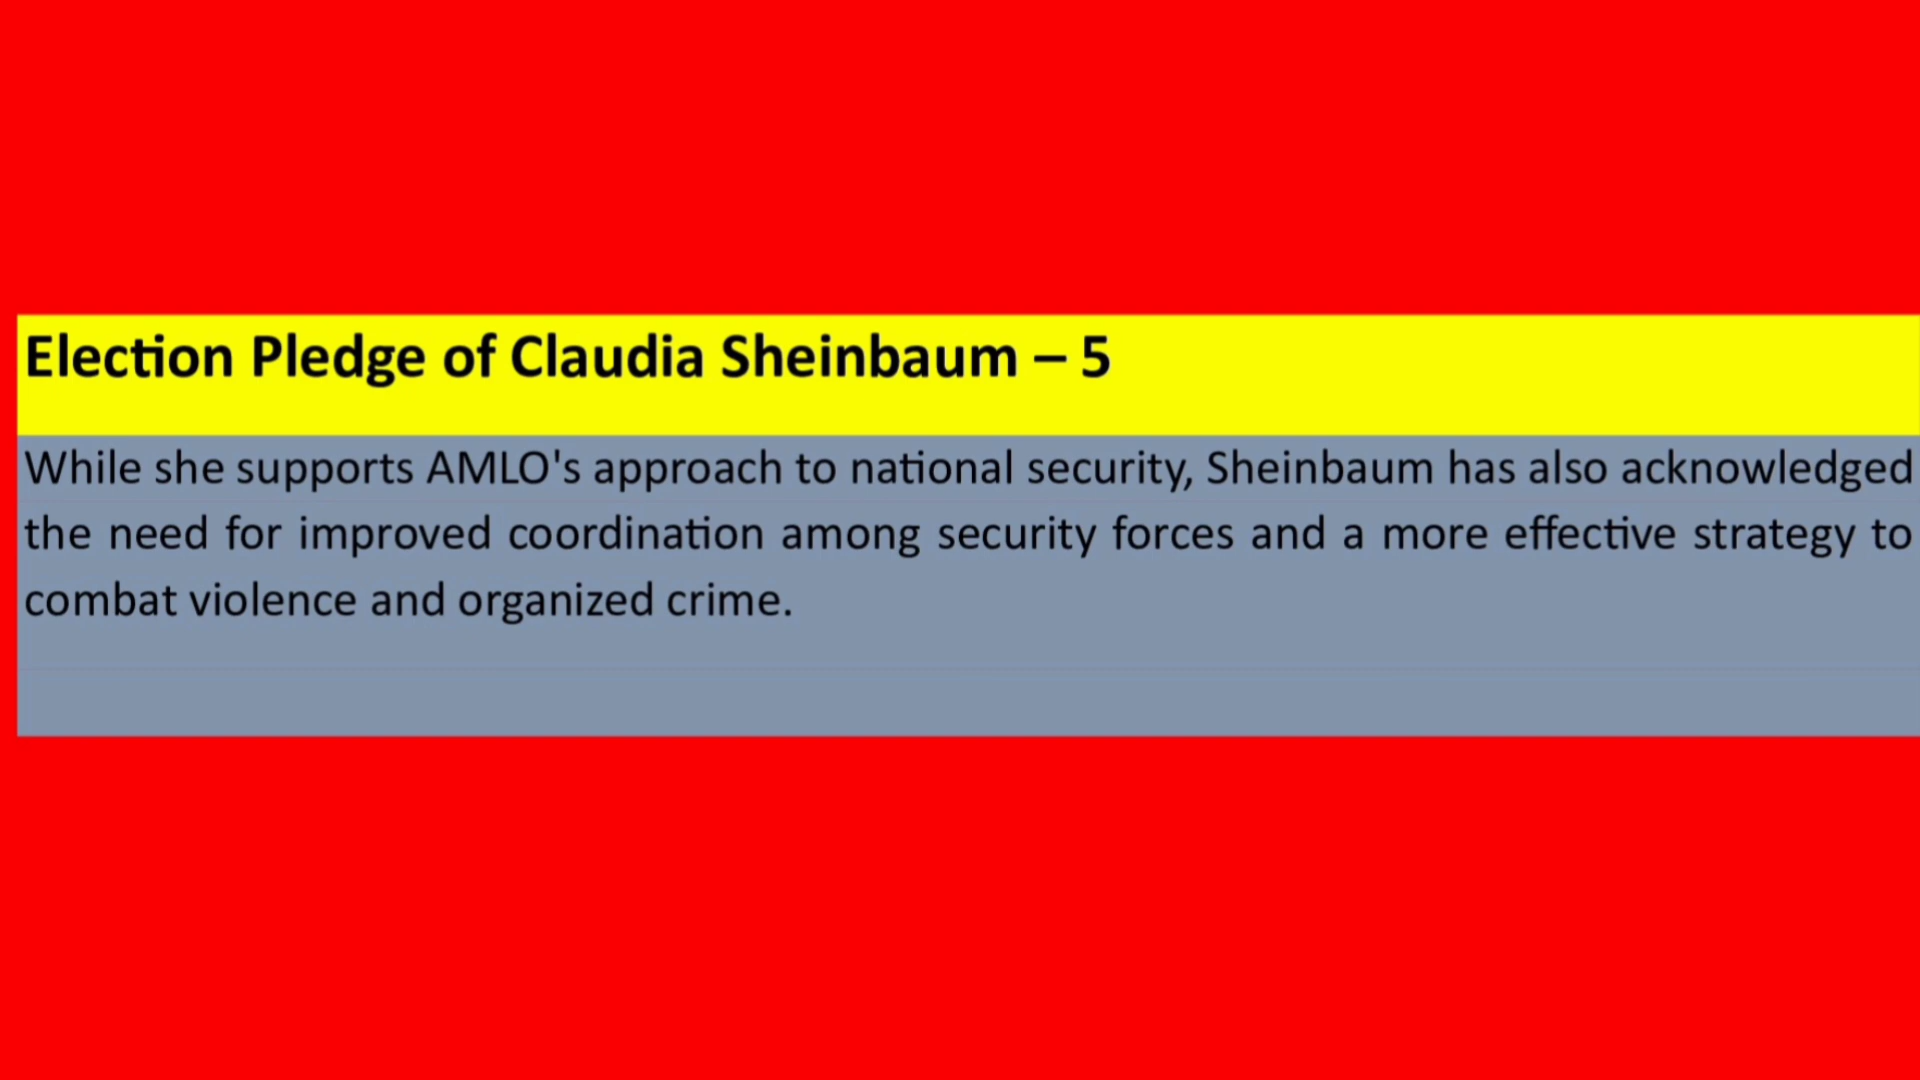 Election Pledge of Claudia Sheinbaum – 5
While she supports AMLO's approach to national security, Sheinbaum has also acknowledged
the need for improved coordination among security forces and a more effective strategy to
combat violence and organized crime.